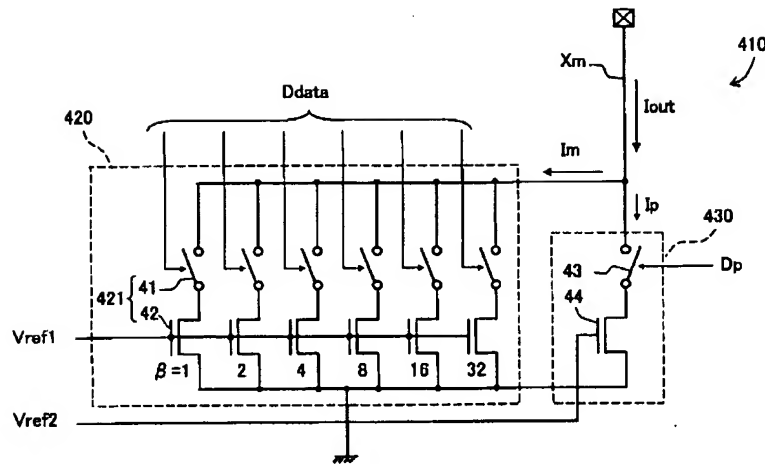 410
Xm
Ddata
Iout
420
Im
Ip
430
421
41
42
43
Dp
44
Vref1
β=1 2 4 8 16 32
Vref2